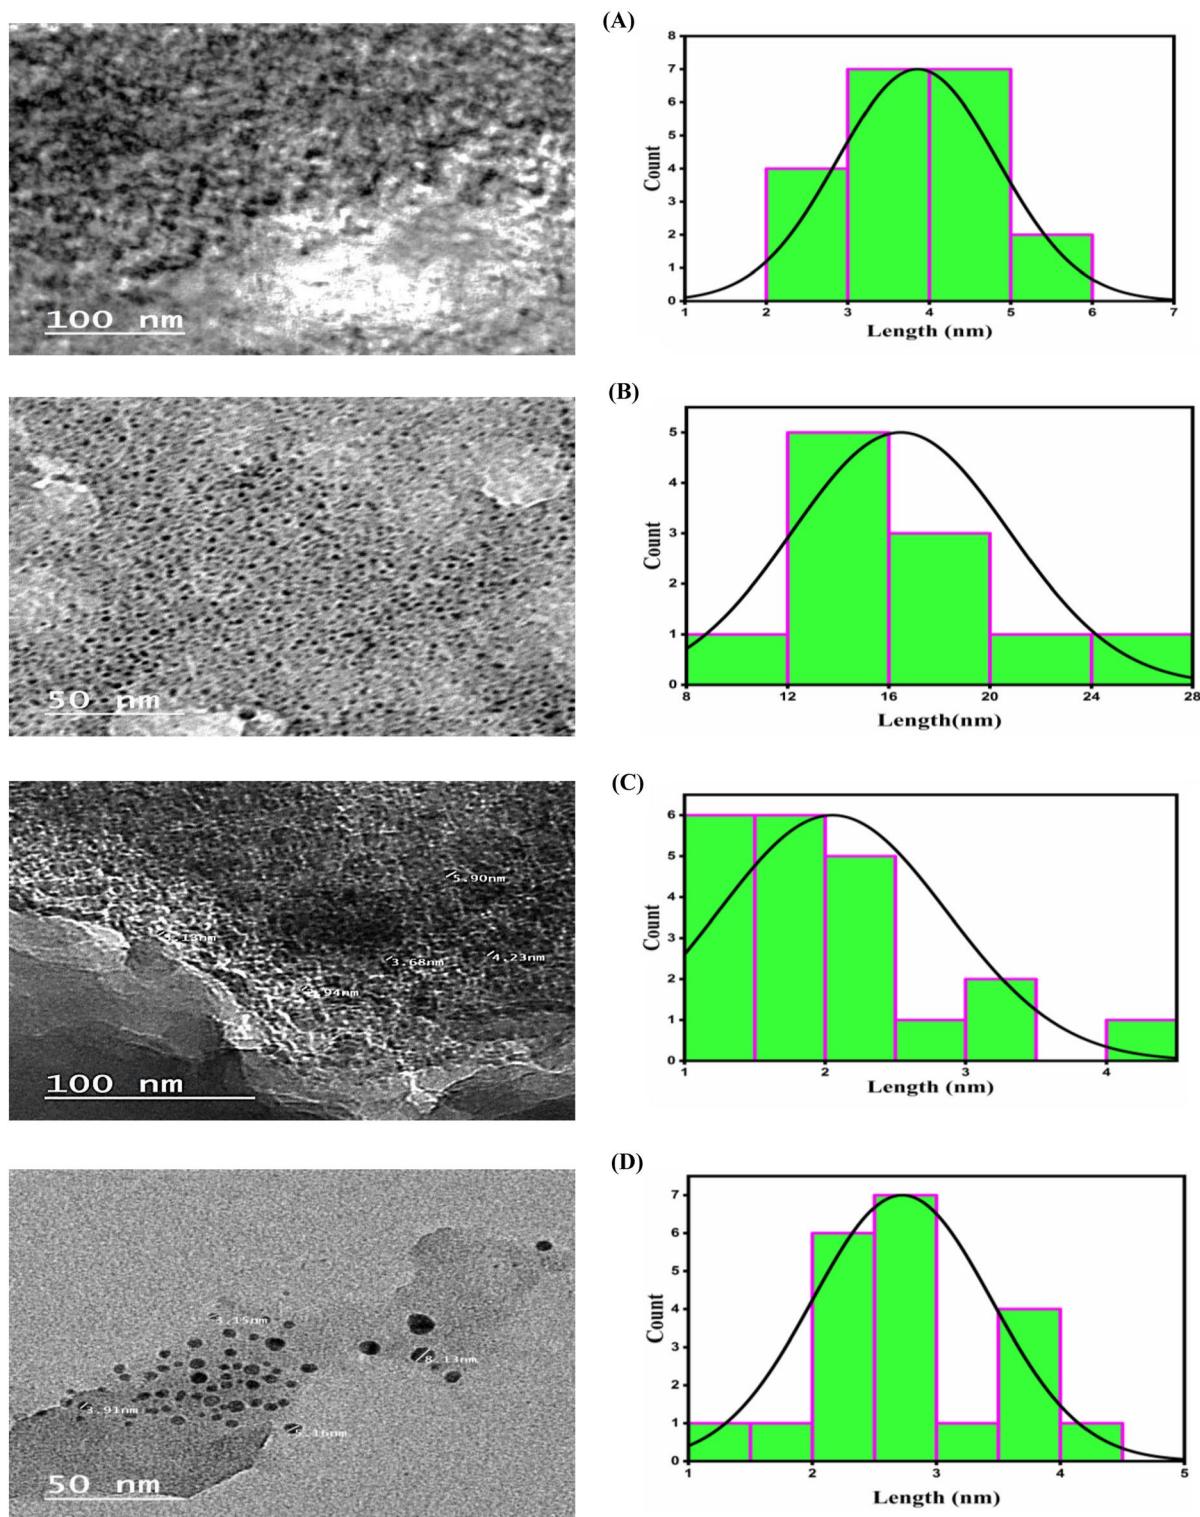 (A)
100 nm
8
7
6
5
4
3
2
1
0
Count
1 2 3 4 5 6 7
Length (nm)
(B)
50 nm
5
4
3
2
1
0
Count
8 12 16 20 24 28
Length(nm)
(C)
5.90nm
3.68nm
4.23nm
100 nm
6
5
4
3
2
1
0
Count
1 2 3 4
Length (nm)
(D)
3.15nm
8.13nm
3.91nm
50 nm
7
6
5
4
3
2
1
0
Count
1 2 3 4 5
Length (nm)